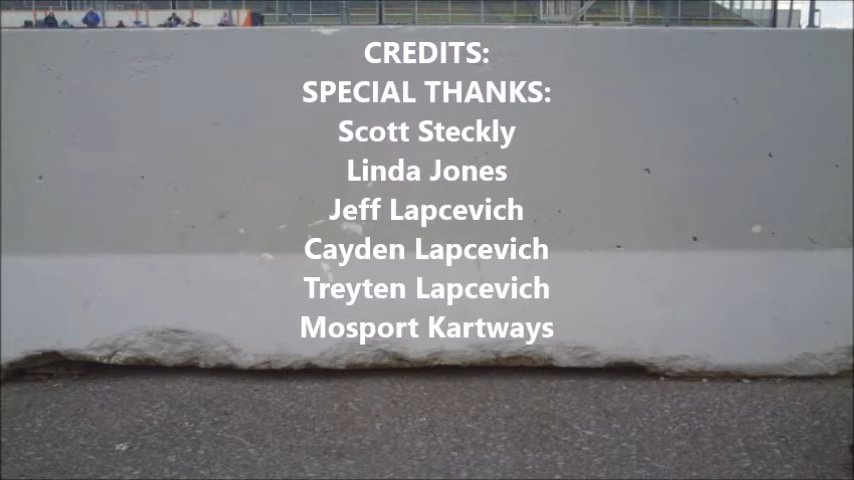 CREDITS:
SPECIAL THANKS:
Scott Steckly
Linda Jones
Jeff Lapcevich
Cayden Lapcevich
Treyten Lapcevich
Mosport Kartways